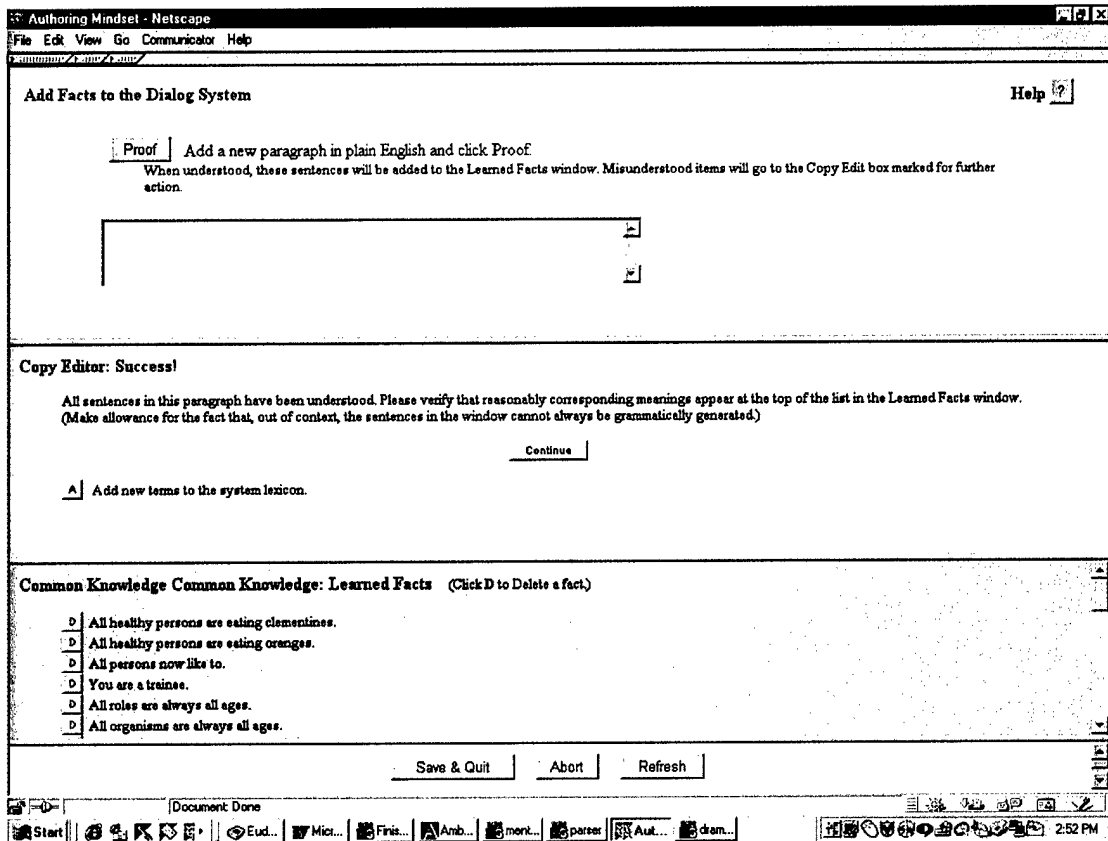 Authoring Mindset - Netscape
File Edit View Go Communicator Help
Add Facts to the Dialog System
Help ?
Proof Add a new paragraph in plain English and click Proof.
When understood, these sentences will be added to the Learned Facts window. Misunderstood items will go to the Copy Edit box marked for further
action.
Copy Editor: Success!
All sentences in this paragraph have been understood. Please verify that reasonably corresponding meanings appear at the top of the list in the Learned Facts window.
(Make allowance for the fact that, out of context, the sentences in the window cannot always be grammatically generated.)
Continue
A Add new terms to the system lexicon.
Common Knowledge Common Knowledge: Learned Facts (Click D to Delete a fact.)
D All healthy persons are eating clementines.
D All healthy persons are eating oranges.
D All persons now like to.
D You are a trainee.
D All roles are always all ages.
D All organisms are always all ages.
Save & Quit Abort Refresh
Document: Done
Start Eud... Micr... Finis... Amb... ment... parser Aut... dram... 2:52 PM